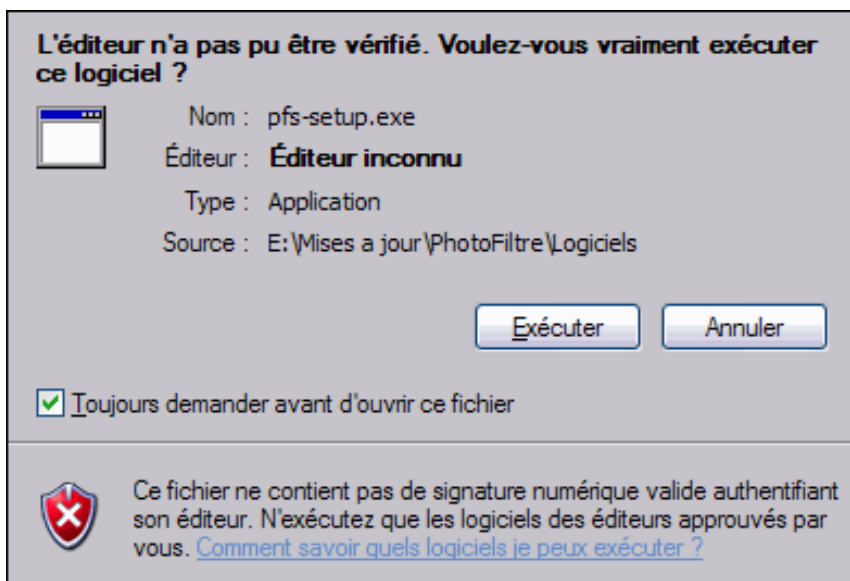 L'éditeur n'a pas pu être vérifié. Voulez-vous vraiment exécuter
ce logiciel ?
Nom : pfs-setup.exe
Éditeur : Éditeur inconnu
Type : Application
Source : E:\Mises a jour\PhotoFiltre\Logiciels
Exécuter Annuler
Toujours demander avant d'ouvrir ce fichier
Ce fichier ne contient pas de signature numérique valide authentifiant
son éditeur. N'exécutez que les logiciels des éditeurs approuvés par
vous. Comment savoir quels logiciels je peux exécuter ?